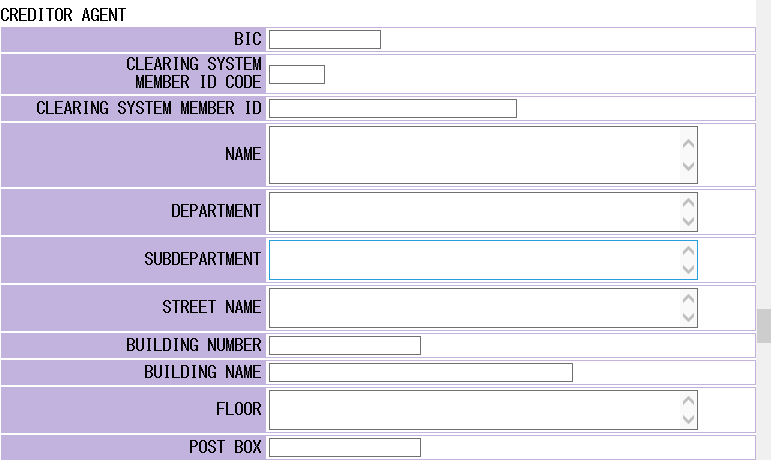 CREDITOR AGENT
BIC
CLEARING SYSTEM
MEMBER ID CODE
CLEARING SYSTEM MEMBER ID
NAME
DEPARTMENT
SUBDEPARTMENT
STREET NAME
BUILDING NUMBER
BUILDING NAME
FLOOR
POST BOX